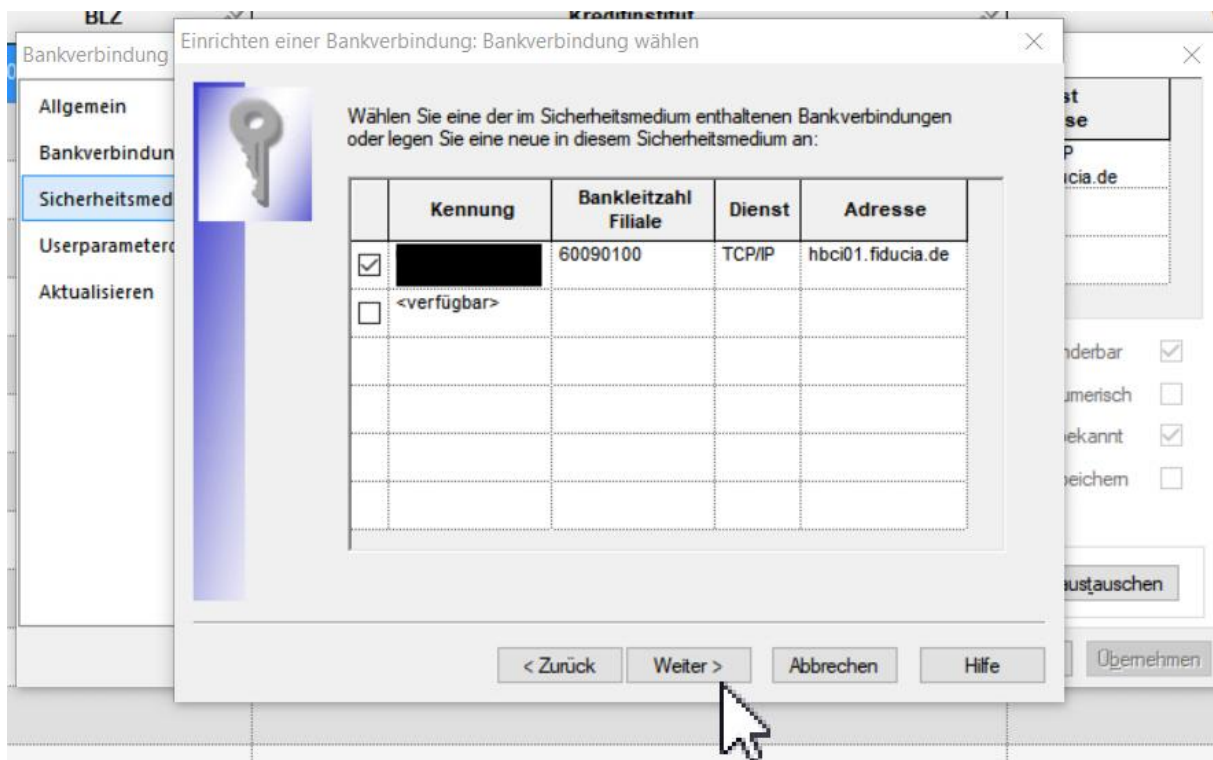 BLZ
Kreditinstitut
Einrichten einer Bankverbindung: Bankverbindung wählen
Bankverbindung
Allgemein
Bankverbindun
Sicherheitsmed
Userparameterd
Aktualisieren
Wählen Sie eine der im Sicherheitsmedium enthaltenen Bankverbindungen
oder legen Sie eine neue in diesem Sicherheitsmedium an:
Kennung
Bankleitzahl
Filiale
Dienst
Adresse
60090100
TCP/IP
hbci01.fiducia.de
<verfügbar>
st
se
P
icia.de
nderbar
umerisch
ekannt
peichern
austauschen
< Zurück
Weiter >
Abbrechen
Hilfe
Übernehmen